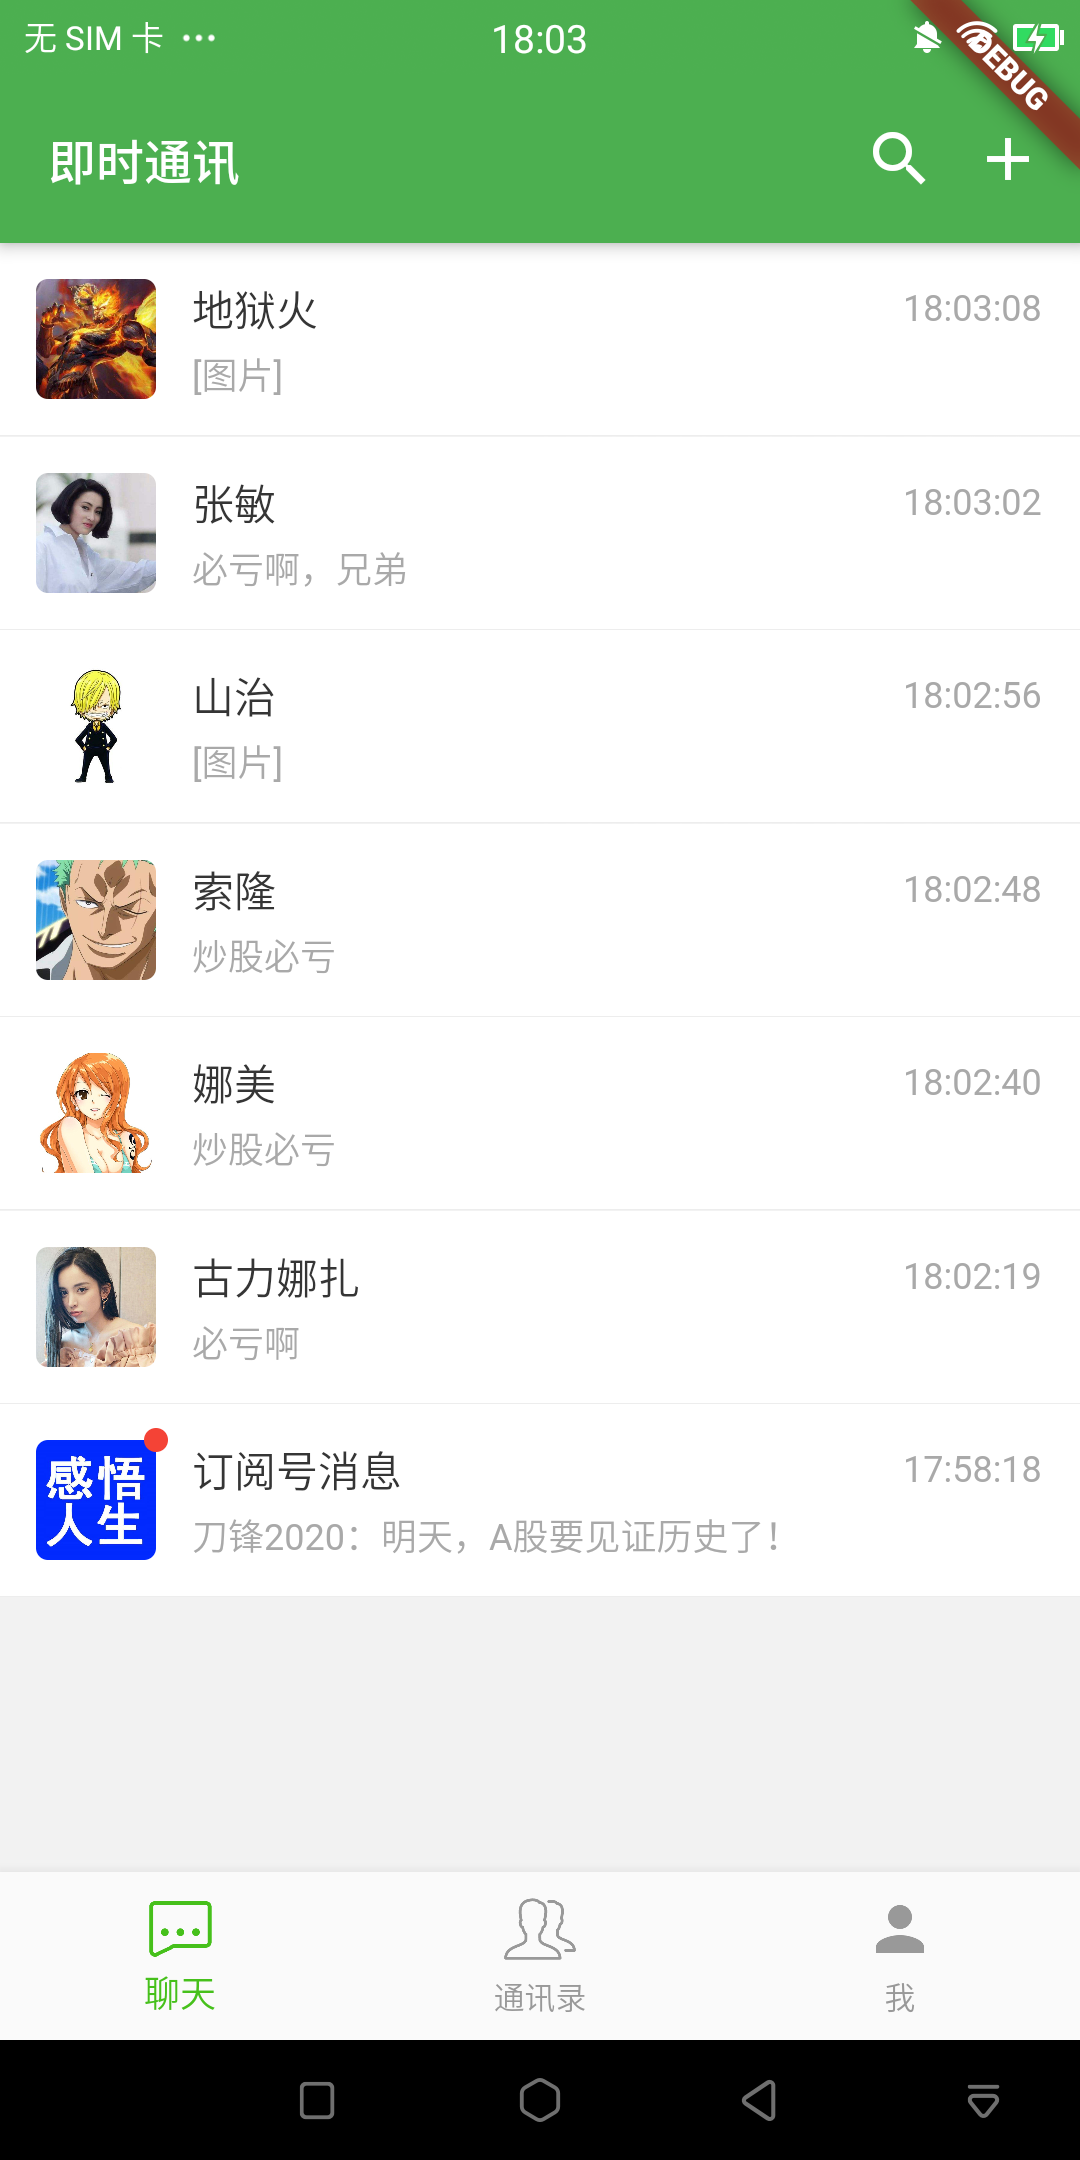 无 SIM 卡 ··· 18:03
DEBUG
即时通讯
地狱火 18:03:08
[图片]
张敏 18:03:02
必亏啊，兄弟
山治 18:02:56
[图片]
索隆 18:02:48
炒股必亏
娜美 18:02:40
炒股必亏
古力娜扎 18:02:19
必亏啊
感悟
人生
订阅号消息 17:58:18
刀锋2020：明天，A股要见证历史了！
聊天 通讯录 我